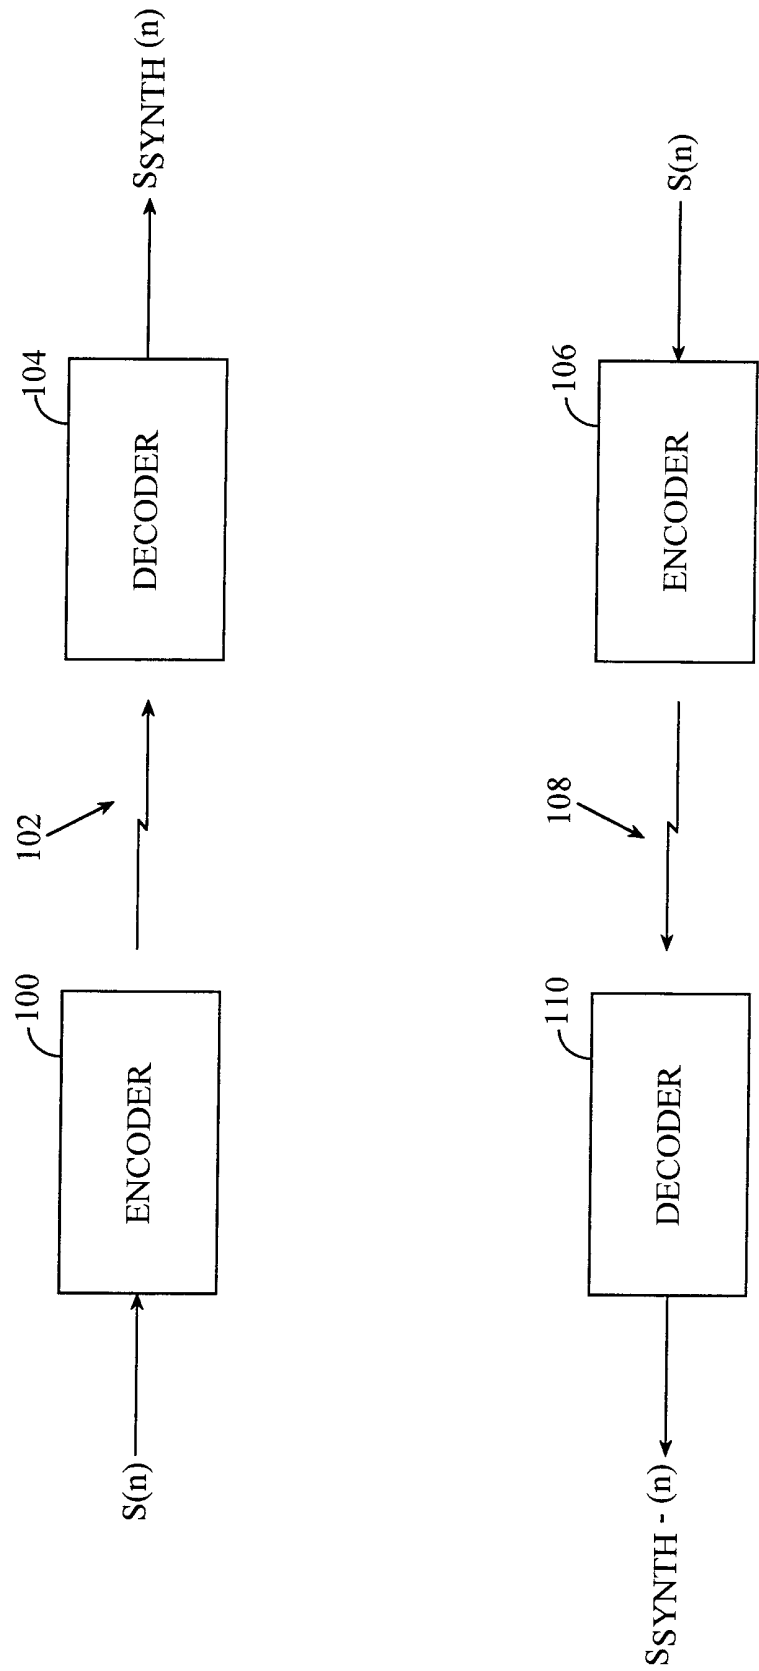 S(n)
ENCODER
100
102
DECODER
104
SSYNTH (n)
SSYNTH - (n)
DECODER
110
108
ENCODER
106
S(n)